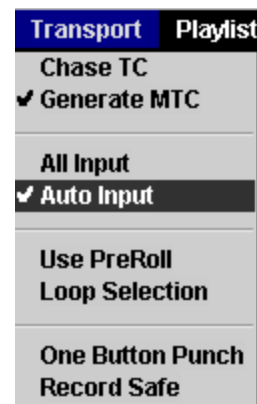 Transport Playlist
Chase TC
✔ Generate MTC
All Input
✔ Auto Input
Use PreRoll
Loop Selection
One Button Punch
Record Safe